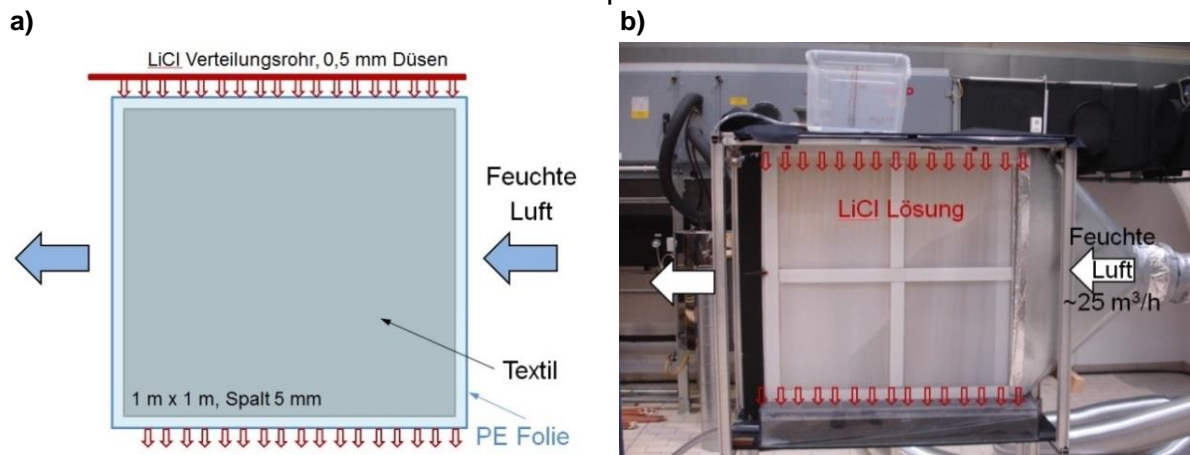 a)
LiCl Verteilungsrohr, 0,5 mm Düsen
Feuchte
Luft
Textil
1 m x 1 m, Spalt 5 mm
PE Folie
b)
LiCl Lösung
Feuchte
Luft
~25 m³/h